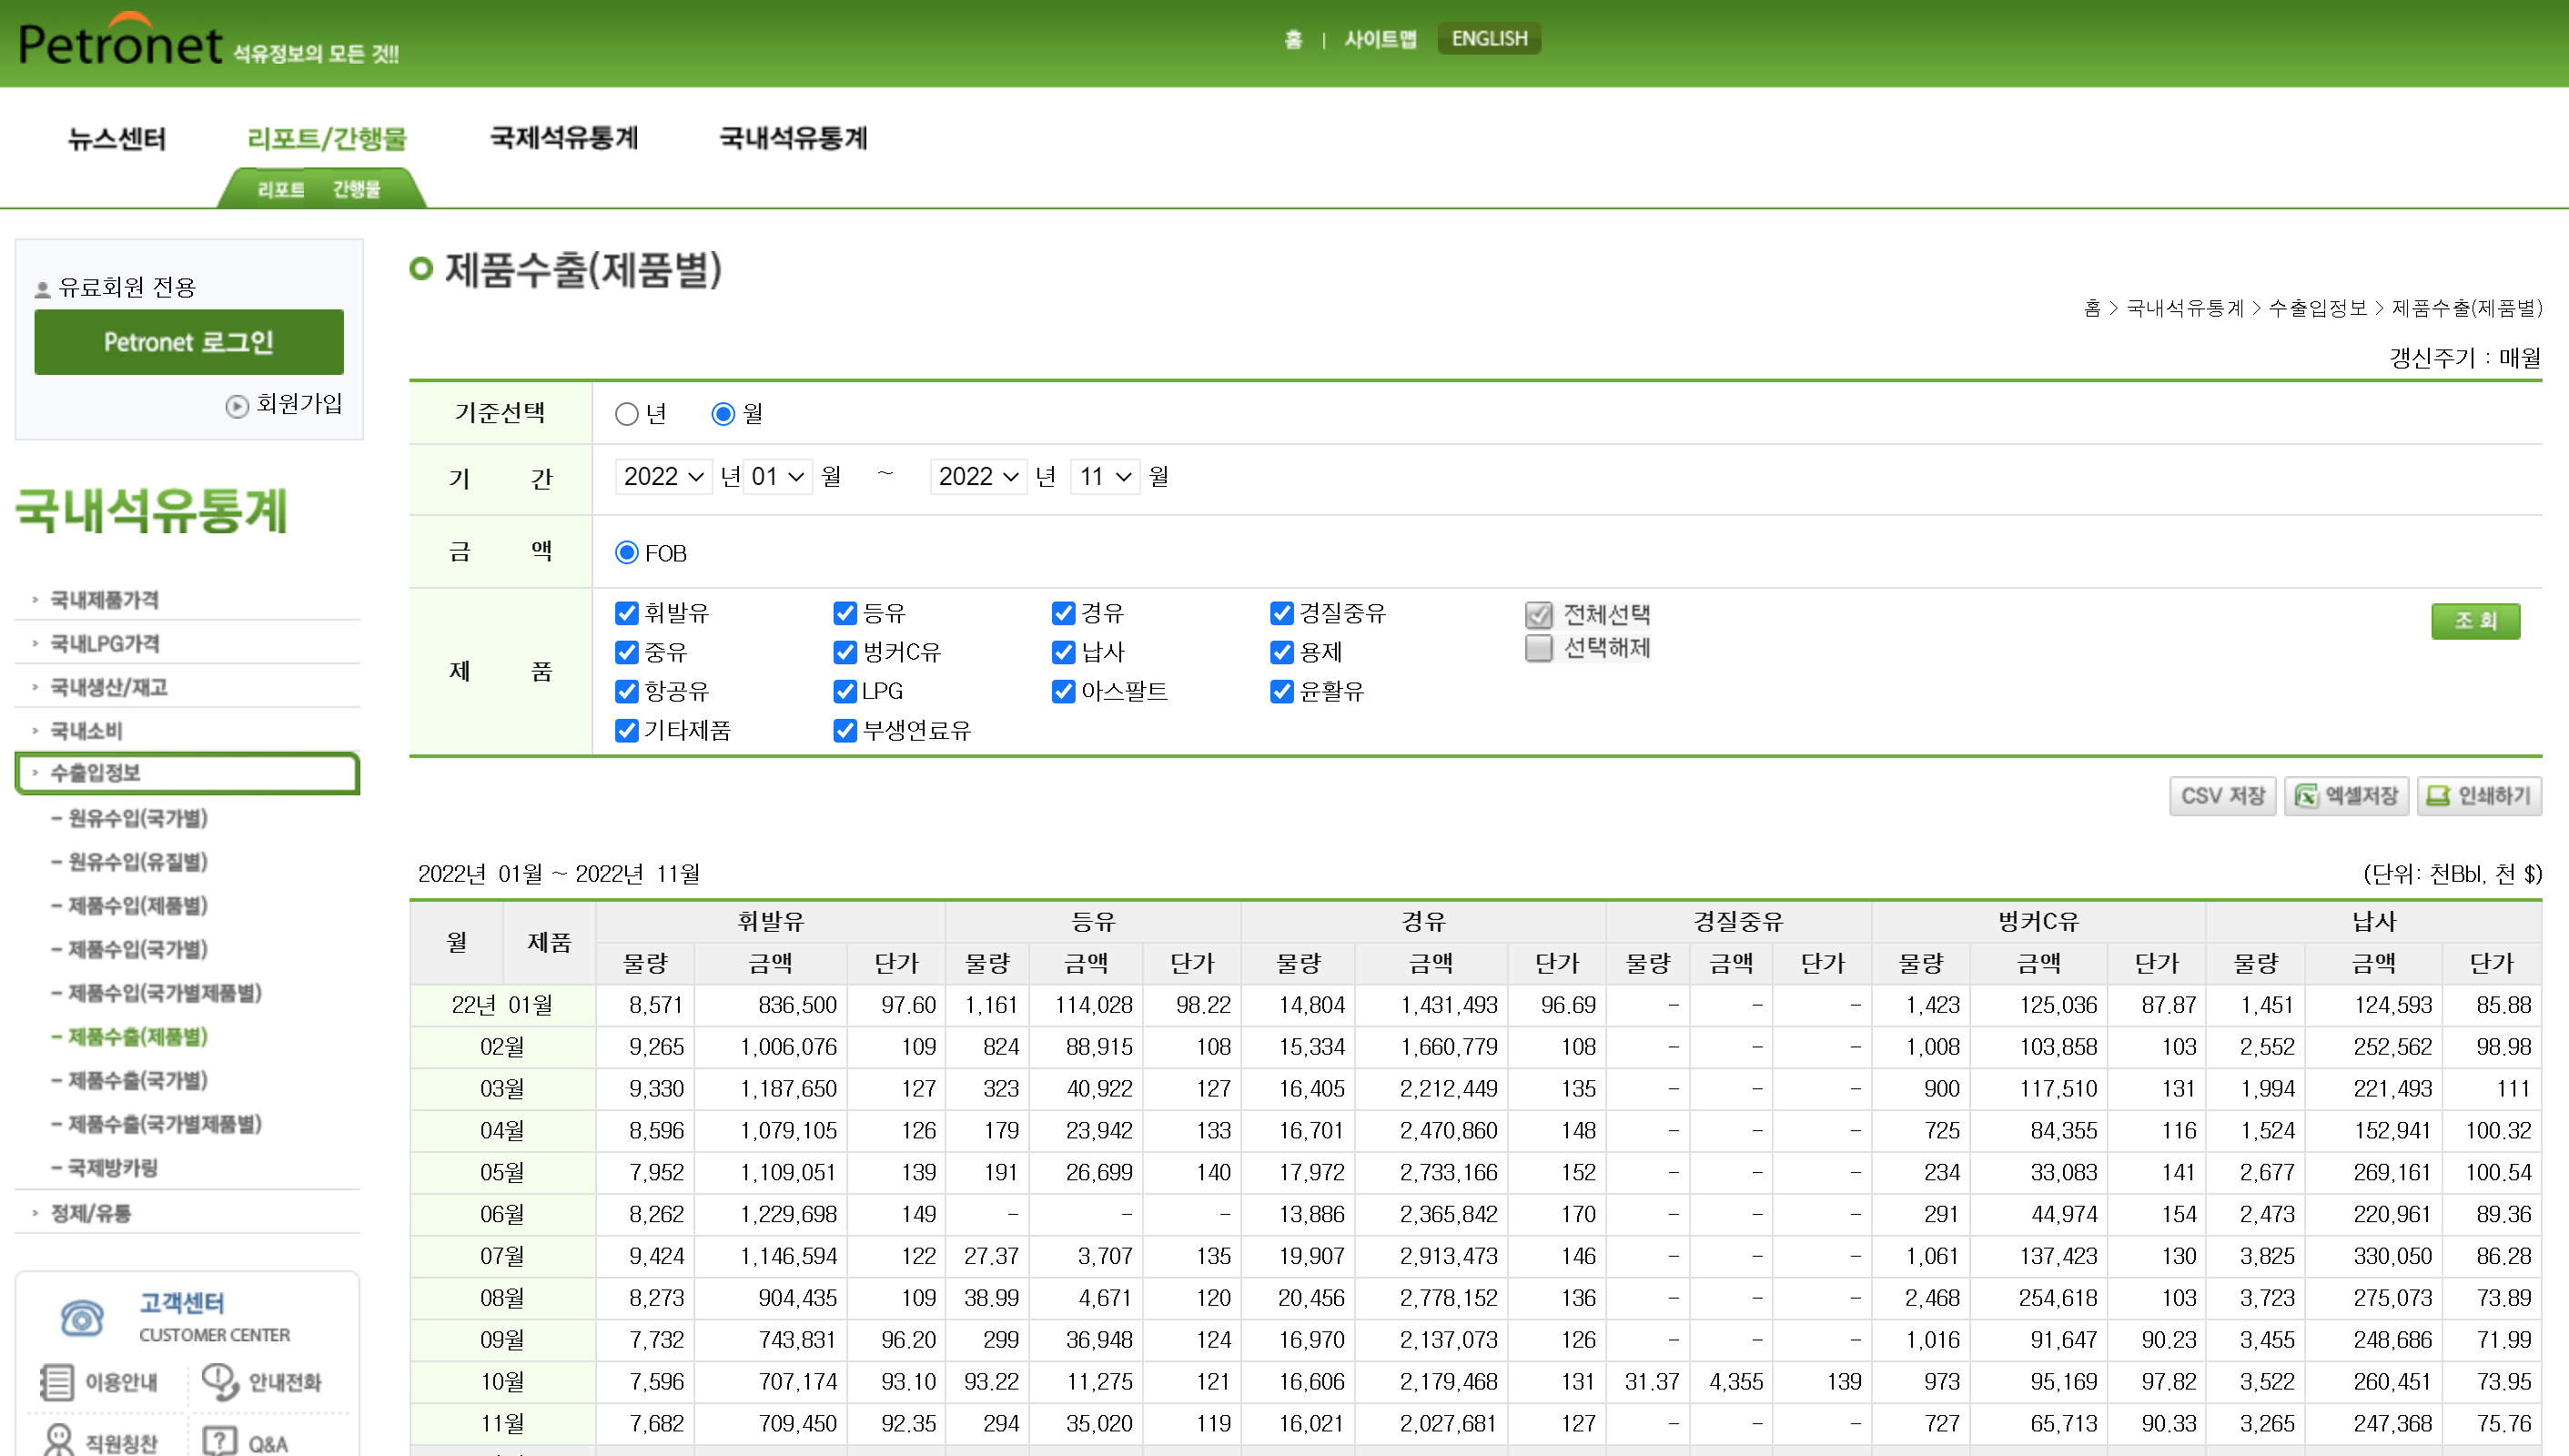 Petronet 석유정보의 모든 것!!
홈 | 사이트맵 ENGLISH
뉴스센터 리포트/간행물 국제석유통계 국내석유통계
리포트 간행물
유료회원 전용
Petronet 로그인
회원가입
국내석유통계
국내제품가격
국내LPG가격
국내생산/재고
국내소비
수출입정보
- 원유수입(국가별)
- 원유수입(유질별)
- 제품수입(제품별)
- 제품수입(국가별)
- 제품수입(국가별제품별)
- 제품수출(제품별)
- 제품수출(국가별)
- 제품수출(국가별제품별)
- 국제방카링
정제/유통
고객센터
CUSTOMER CENTER
이용안내 안내전화
직원칭찬 Q&A
제품수출(제품별)
홈 > 국내석유통계 > 수출입정보 > 제품수출(제품별)
갱신주기 : 매월
기준선택 년 월
기 간 2022 년 01 월 ~ 2022 년 11 월
금 액 FOB
제 품
휘발유 등유 경유 경질중유 전체선택
중유 벙커C유 납사 용제 선택해제
항공유 LPG 아스팔트 윤활유
기타제품 부생연료유
조회
CSV 저장 엑셀저장 인쇄하기
2022년 01월 ~ 2022년 11월 (단위: 천Bbl, 천 $)
월 제품 휘발유 등유 경유 경질중유 벙커C유 납사
물량 금액 단가 물량 금액 단가 물량 금액 단가 물량 금액 단가 물량 금액 단가 물량 금액 단가
22년 01월 8,571 836,500 97.60 1,161 114,028 98.22 14,804 1,431,493 96.69 - - - 1,423 125,036 87.87 1,451 124,593 85.88
02월 9,265 1,006,076 109 824 88,915 108 15,334 1,660,779 108 - - - 1,008 103,858 103 2,552 252,562 98.98
03월 9,330 1,187,650 127 323 40,922 127 16,405 2,212,449 135 - - - 900 117,510 131 1,994 221,493 111
04월 8,596 1,079,105 126 179 23,942 133 16,701 2,470,860 148 - - - 725 84,355 116 1,524 152,941 100.32
05월 7,952 1,109,051 139 191 26,699 140 17,972 2,733,166 152 - - - 234 33,083 141 2,677 269,161 100.54
06월 8,262 1,229,698 149 - - - 13,886 2,365,842 170 - - - 291 44,974 154 2,473 220,961 89.36
07월 9,424 1,146,594 122 27.37 3,707 135 19,907 2,913,473 146 - - - 1,061 137,423 130 3,825 330,050 86.28
08월 8,273 904,435 109 38.99 4,671 120 20,456 2,778,152 136 - - - 2,468 254,618 103 3,723 275,073 73.89
09월 7,732 743,831 96.20 299 36,948 124 16,970 2,137,073 126 - - - 1,016 91,647 90.23 3,455 248,686 71.99
10월 7,596 707,174 93.10 93.22 11,275 121 16,606 2,179,468 131 31.37 4,355 139 973 95,169 97.82 3,522 260,451 73.95
11월 7,682 709,450 92.35 294 35,020 119 16,021 2,027,681 127 - - - 727 65,713 90.33 3,265 247,368 75.76